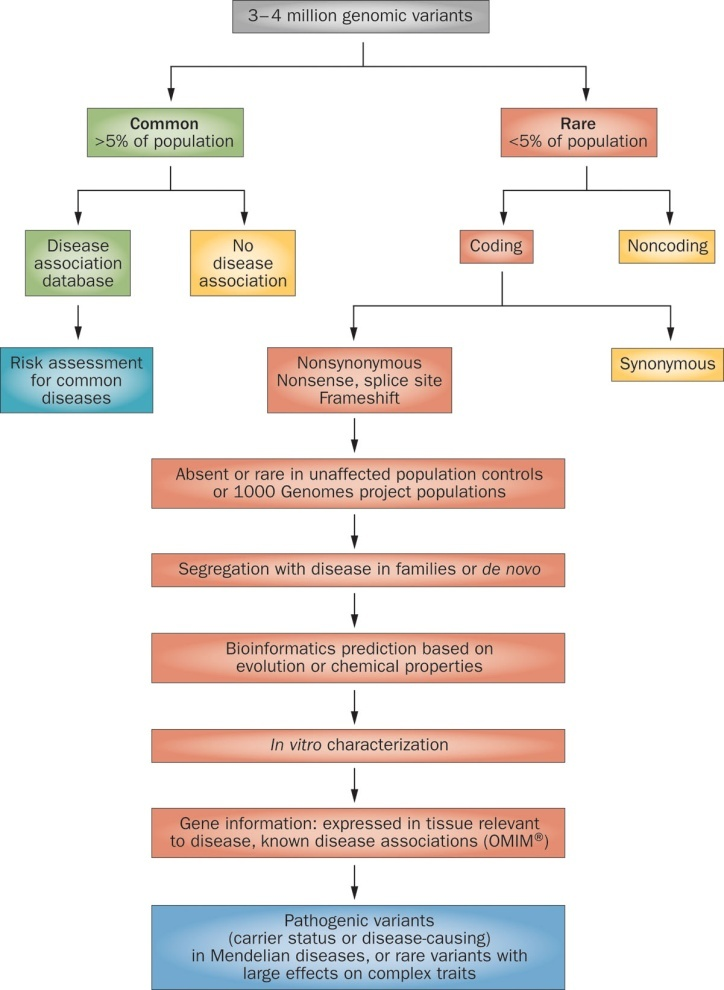 3–4 million genomic variants
Common
>5% of population
Rare
<5% of population
Disease
association
database
No
disease
association
Coding
Noncoding
Risk assessment
for common
diseases
Nonsynonymous
Nonsense, splice site
Frameshift
Synonymous
Absent or rare in unaffected population controls
or 1000 Genomes project populations
Segregation with disease in families or de novo
Bioinformatics prediction based on
evolution or chemical properties
In vitro characterization
Gene information: expressed in tissue relevant
to disease, known disease associations (OMIM®)
Pathogenic variants
(carrier status or disease-causing)
in Mendelian diseases, or rare variants with
large effects on complex traits